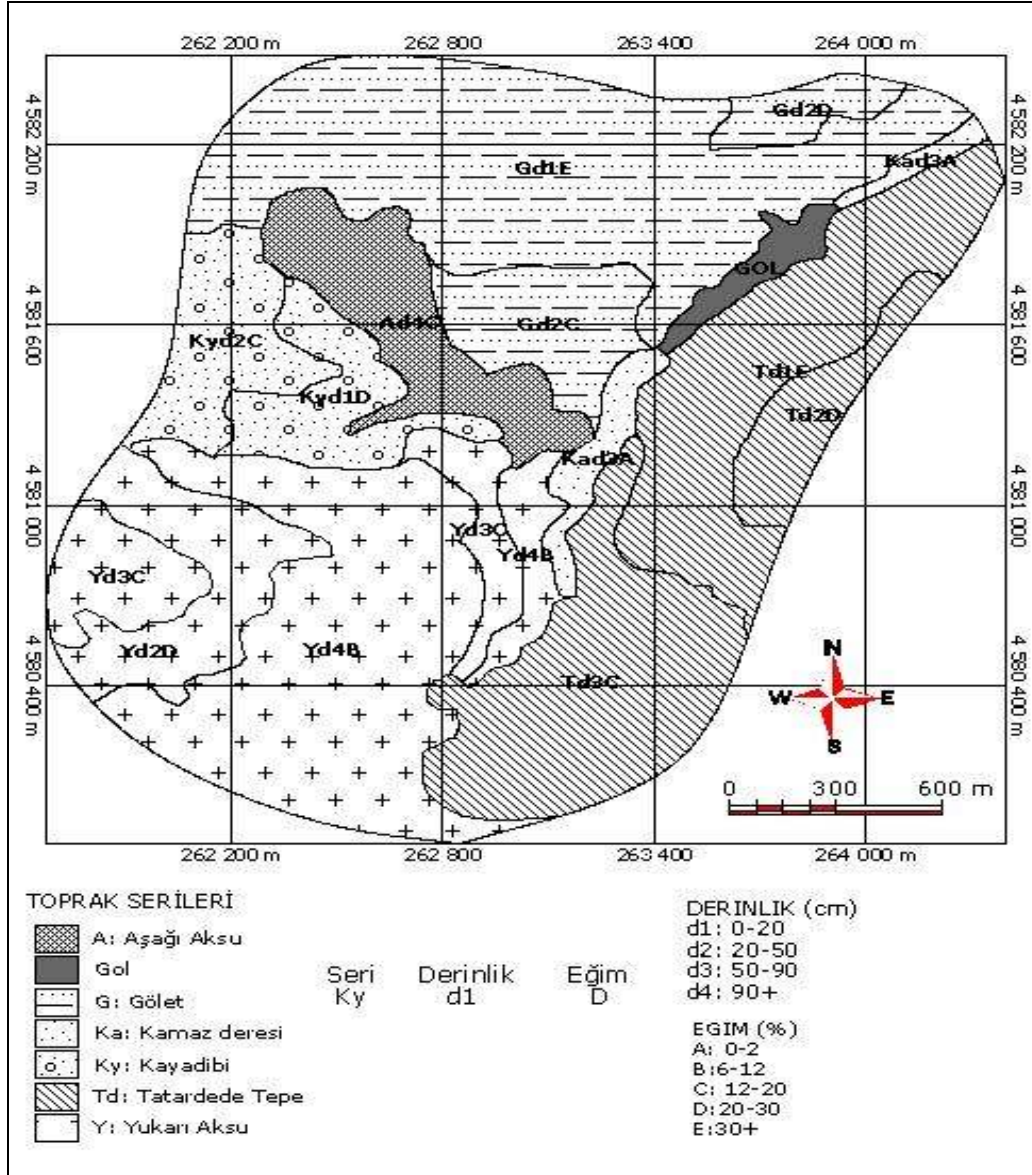 262 200 m 262 800 263 400 264 000 m
4 582 200 m
4 581 600
4 581 000
4 580 400 m
4 582 200 m
4 581 600
4 581 000
4 580 400 m
Gd2D
Kad3A
Gd1E
GOL
Ad4C
Gd2C
Kyd2C
Td1E
Kyd1D
Td2D
Kad3A
Yd3C
Yd4B
Yd3C
Yd2D
Yd4B
Td3C
N
W E
S
0 300 600 m
262 200 m 262 800 263 400 264 000 m
TOPRAK SERİLERİ
A: Aşağı Aksu
Gol
G: Gölet
Ka: Kamaz deresi
Ky: Kayadibi
Td: Tatardede Tepe
Y: Yukarı Aksu
Seri Derinlik Eğim
Ky d1 D
DERINLIK (cm)
d1: 0-20
d2: 20-50
d3: 50-90
d4: 90+
EGIM (%)
A: 0-2
B:6-12
C: 12-20
D:20-30
E:30+